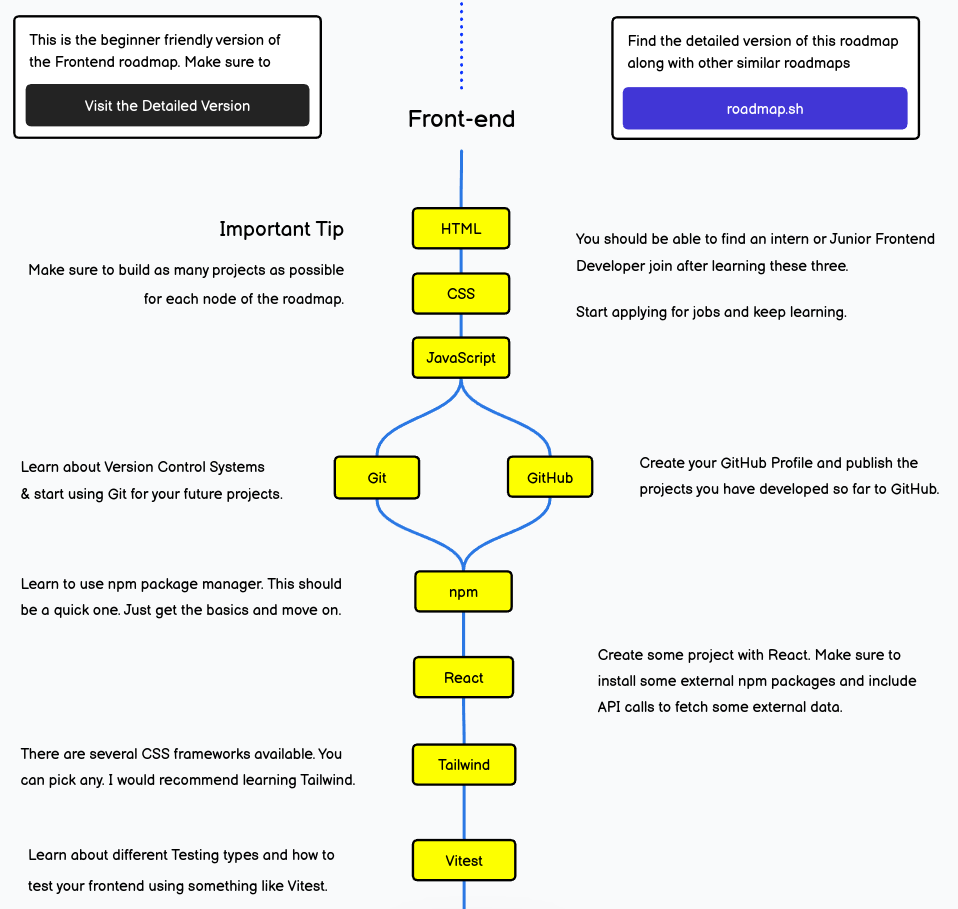 This is the beginner friendly version of
the Frontend roadmap. Make sure to
Visit the Detailed Version
Find the detailed version of this roadmap
along with other similar roadmaps
roadmap.sh
Front-end
HTML
Important Tip
Make sure to build as many projects as possible
for each node of the roadmap.
You should be able to find an intern or Junior Frontend
Developer join after learning these three.
Start applying for jobs and keep learning.
CSS
JavaScript
Learn about Version Control Systems
& start using Git for your future projects.
Git
GitHub
Create your GitHub Profile and publish the
projects you have developed so far to GitHub.
Learn to use npm package manager. This should
be a quick one. Just get the basics and move on.
npm
React
Create some project with React. Make sure to
install some external npm packages and include
API calls to fetch some external data.
There are several CSS frameworks available. You
can pick any. I would recommend learning Tailwind.
Tailwind
Learn about different Testing types and how to
test your frontend using something like Vitest.
Vitest